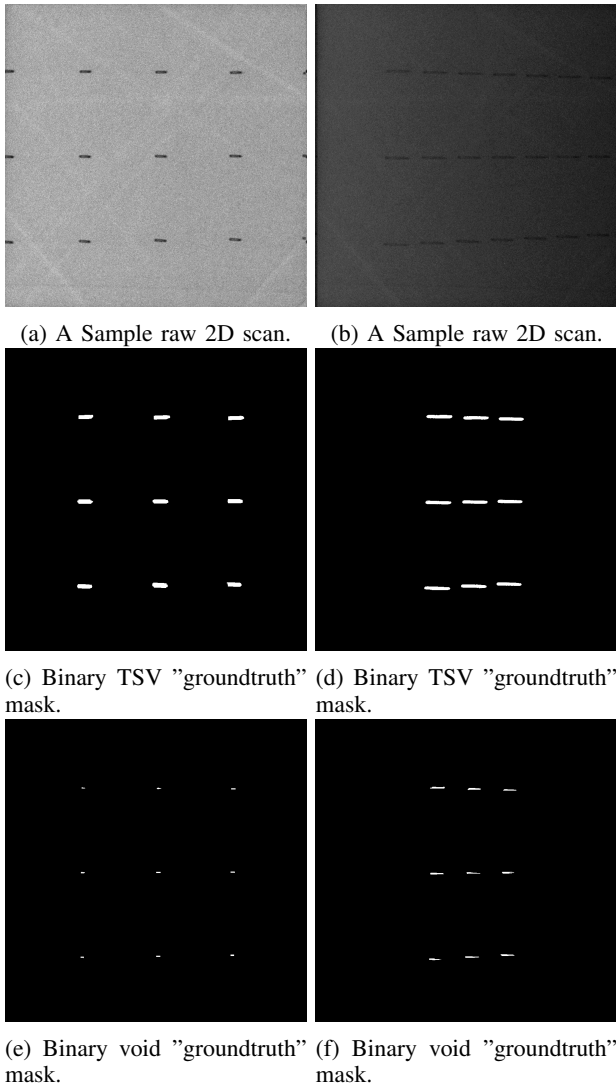 (a) A Sample raw 2D scan.
(b) A Sample raw 2D scan.
(c) Binary TSV ”groundtruth”
mask.
(d) Binary TSV ”groundtruth”
mask.
(e) Binary void ”groundtruth”
mask.
(f) Binary void ”groundtruth”
mask.